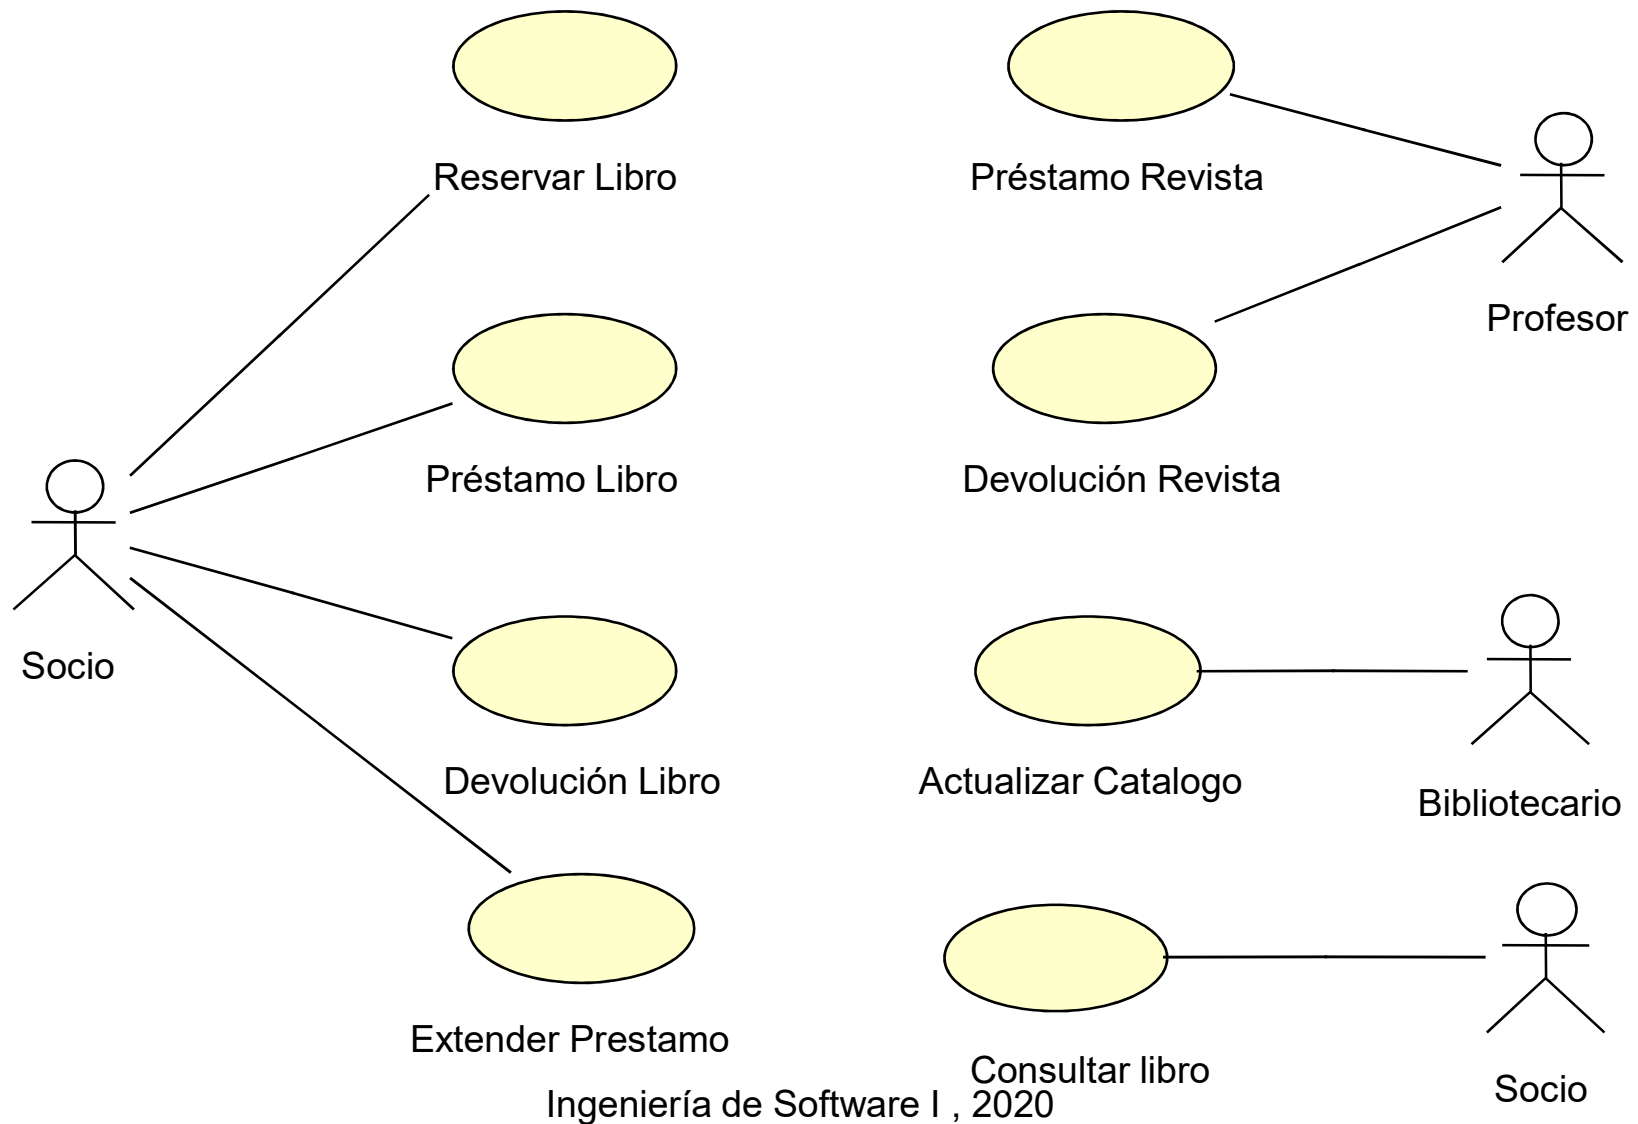 Reservar Libro
Préstamo Revista
Profesor
Préstamo Libro
Devolución Revista
Socio
Devolución Libro
Actualizar Catalogo
Bibliotecario
Extender Prestamo
Consultar libro
Socio
Ingeniería de Software I , 2020